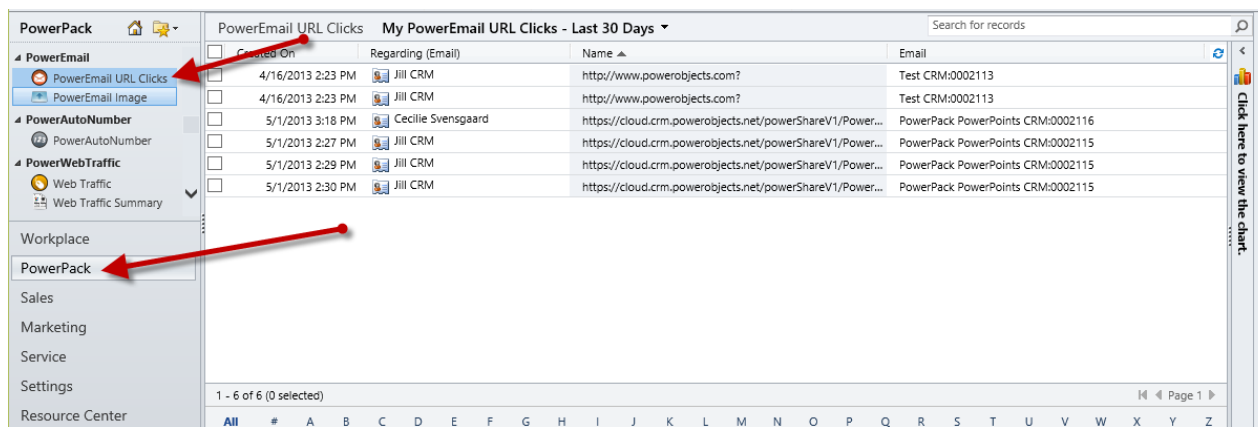 PowerPack
PowerEmail
PowerEmail URL Clicks
PowerEmail Image
PowerAutoNumber
PowerAutoNumber
PowerWebTraffic
Web Traffic
Web Traffic Summary
Workplace
PowerPack
Sales
Marketing
Service
Settings
Resource Center
PowerEmail URL Clicks My PowerEmail URL Clicks - Last 30 Days
Search for records
Created On Regarding (Email) Name Email
4/16/2013 2:23 PM Jill CRM http://www.powerobjects.com? Test CRM:0002113
4/16/2013 2:23 PM Jill CRM http://www.powerobjects.com? Test CRM:0002113
5/1/2013 3:18 PM Cecilie Svensgaard https://cloud.crm.powerobjects.net/powerShareV1/Power... PowerPack PowerPoints CRM:0002116
5/1/2013 2:27 PM Jill CRM https://cloud.crm.powerobjects.net/powerShareV1/Power... PowerPack PowerPoints CRM:0002115
5/1/2013 2:29 PM Jill CRM https://cloud.crm.powerobjects.net/powerShareV1/Power... PowerPack PowerPoints CRM:0002115
5/1/2013 2:30 PM Jill CRM https://cloud.crm.powerobjects.net/powerShareV1/Power... PowerPack PowerPoints CRM:0002115
1 - 6 of 6 (0 selected) Page 1
All # A B C D E F G H I J K L M N O P Q R S T U V W X Y Z
Click here to view the chart.